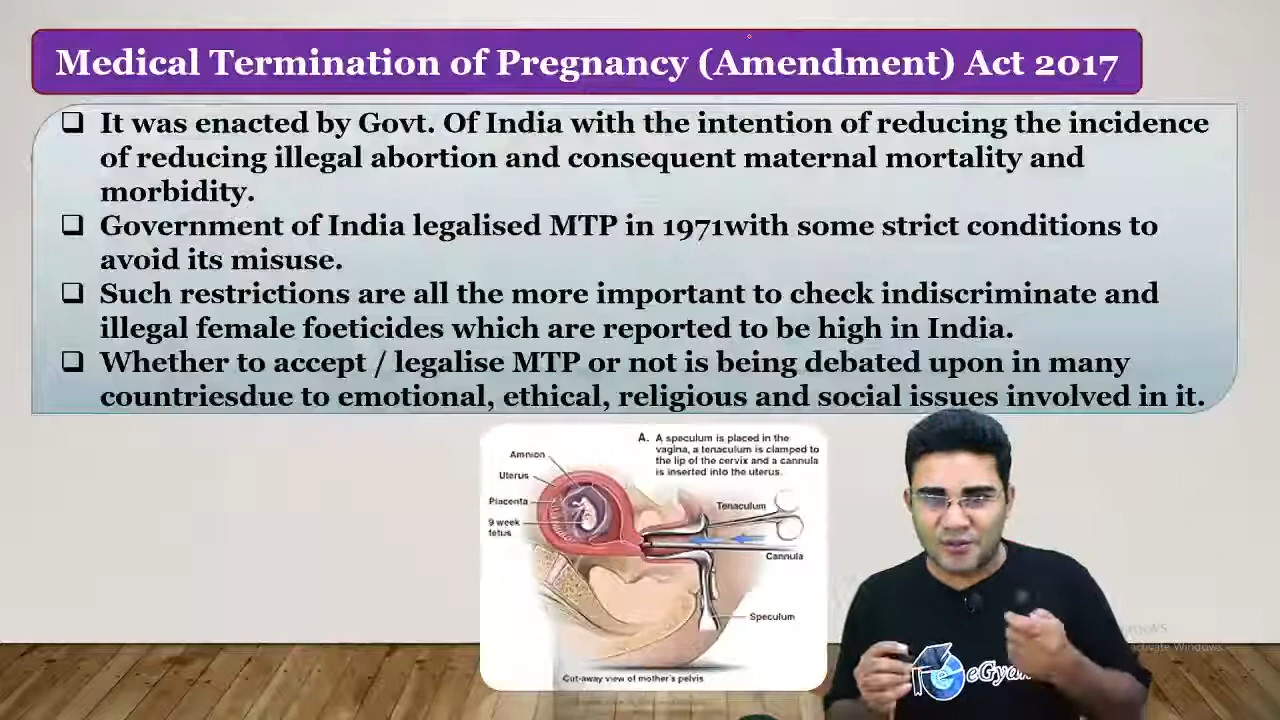 Medical Termination of Pregnancy (Amendment) Act 2017
❑ It was enacted by Govt. Of India with the intention of reducing the incidence
of reducing illegal abortion and consequent maternal mortality and
morbidity.
❑ Government of India legalised MTP in 1971with some strict conditions to
avoid its misuse.
❑ Such restrictions are all the more important to check indiscriminate and
illegal female foeticides which are reported to be high in India.
❑ Whether to accept / legalise MTP or not is being debated upon in many
countriesdue to emotional, ethical, religious and social issues involved in it.
A. A speculum is placed in the
vagina, a tenaculum is clamped to
the lip of the cervix and a cannula
is inserted into the uterus.
Amnion
Uterus
Placenta
9 week
fetus
Tenaculum
Cannula
Speculum
Cut-away view of mother's pelvis
eGya
Activate Windows